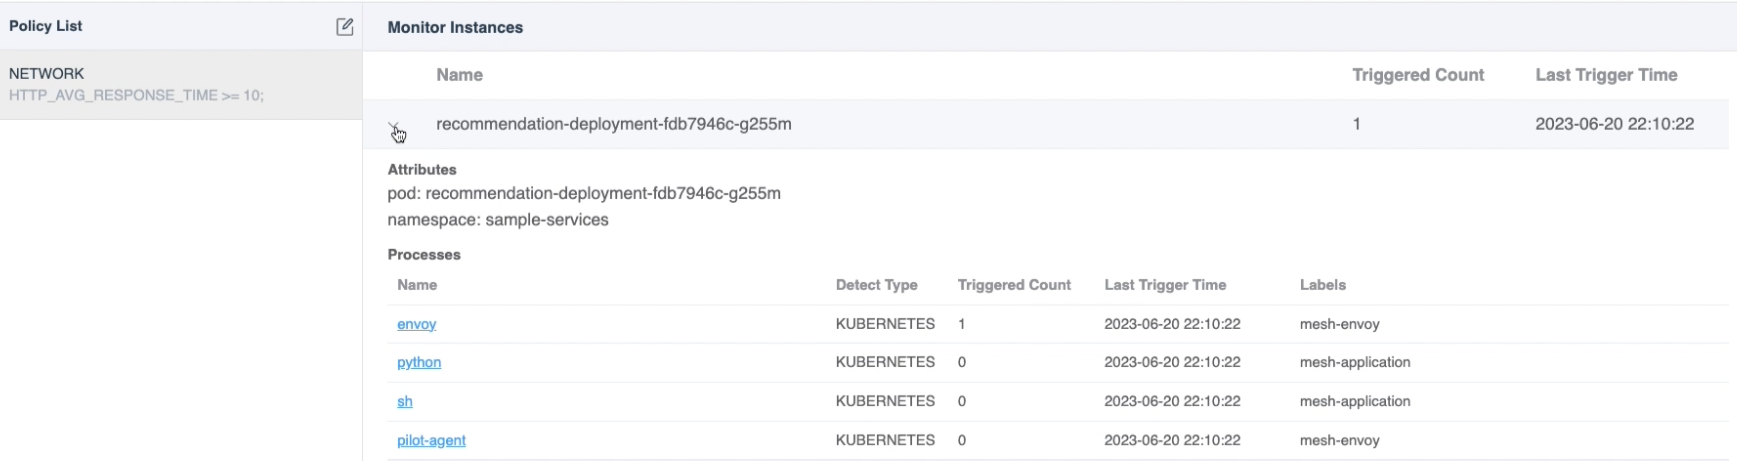 Policy List
NETWORK
HTTP_AVG_RESPONSE_TIME >= 10;
Monitor Instances
Name Triggered Count Last Trigger Time
recommendation-deployment-fdb7946c-g255m 1 2023-06-20 22:10:22
Attributes
pod: recommendation-deployment-fdb7946c-g255m
namespace: sample-services
Processes
Name Detect Type Triggered Count Last Trigger Time Labels
envoy KUBERNETES 1 2023-06-20 22:10:22 mesh-envoy
python KUBERNETES 0 2023-06-20 22:10:22 mesh-application
sh KUBERNETES 0 2023-06-20 22:10:22 mesh-application
pilot-agent KUBERNETES 0 2023-06-20 22:10:22 mesh-envoy